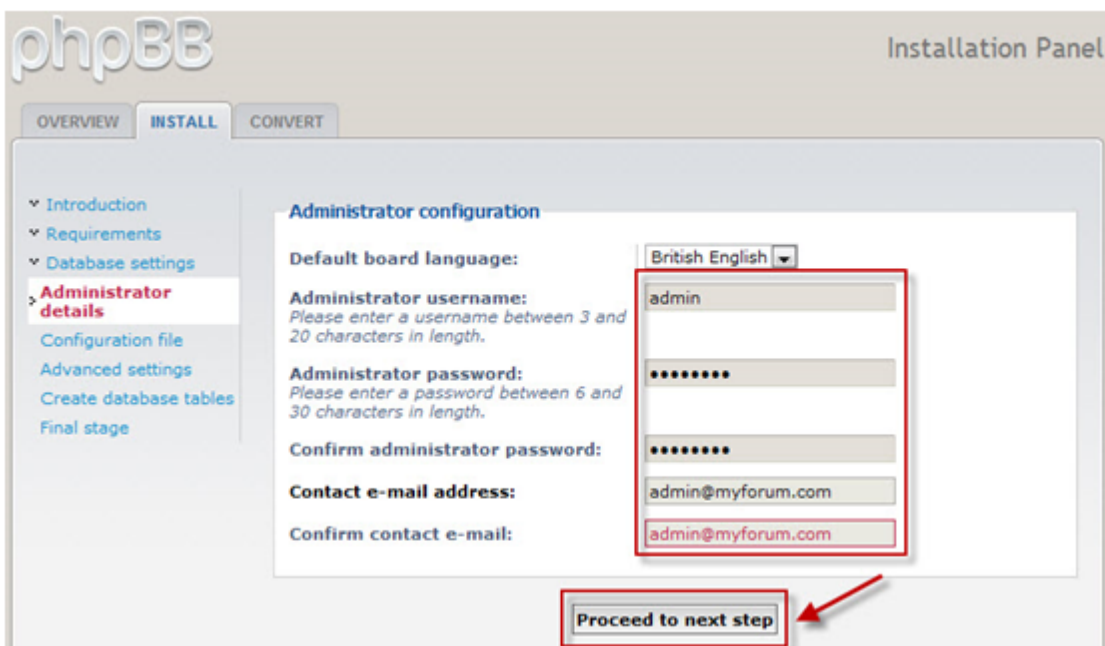 phpBB
Installation Panel
OVERVIEW
INSTALL
CONVERT
Introduction
Requirements
Database settings
Administrator
details
Configuration file
Advanced settings
Create database tables
Final stage
Administrator configuration
Default board language:
British English
Administrator username:
Please enter a username between 3 and
20 characters in length.
admin
Administrator password:
Please enter a password between 6 and
30 characters in length.
••••••••
Confirm administrator password:
••••••••
Contact e-mail address:
admin@myforum.com
Confirm contact e-mail:
admin@myforum.com
Proceed to next step